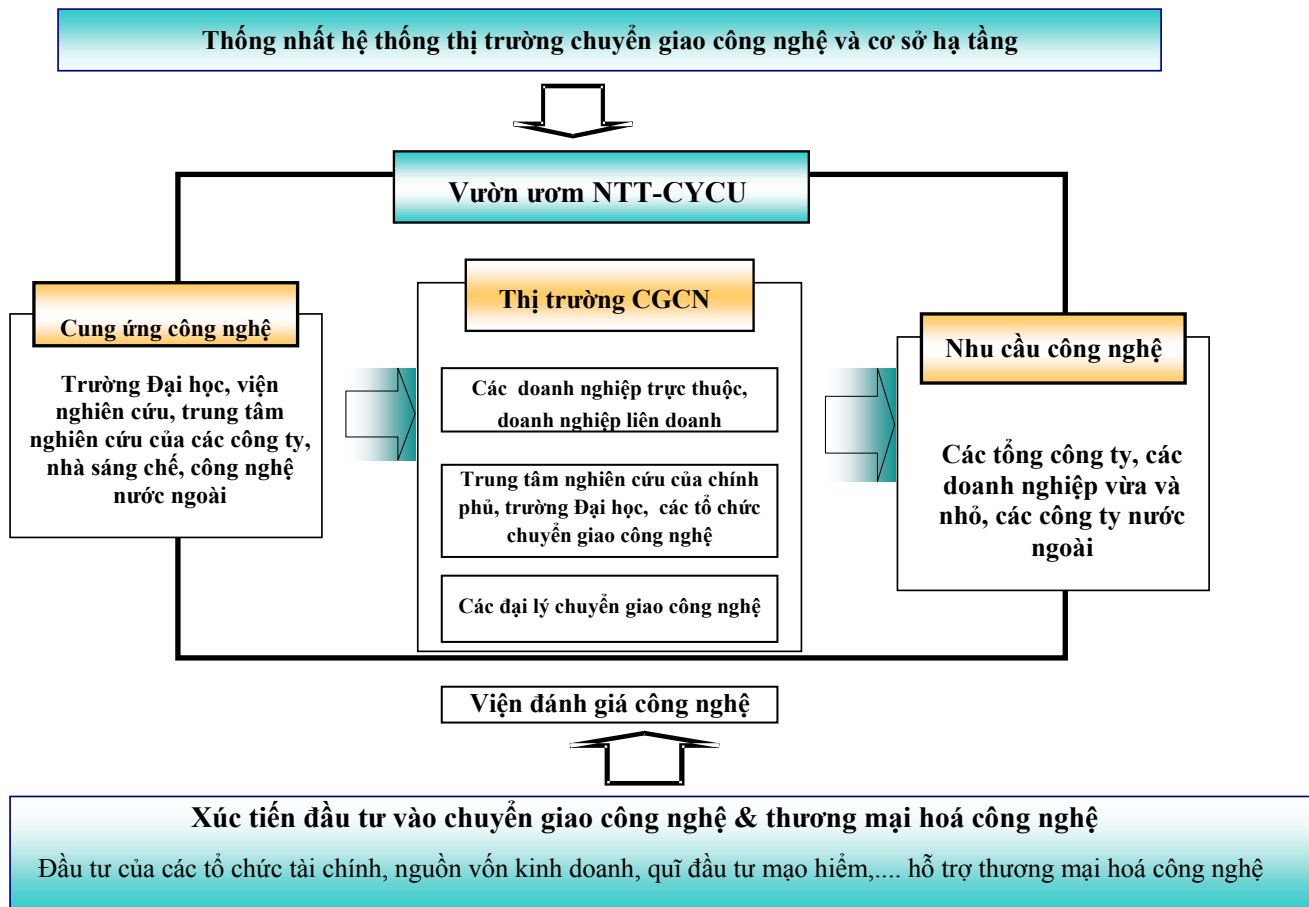 Thống nhất hệ thống thị trường chuyển giao công nghệ và cơ sở hạ tầng
Vườn ươm NTT-CYCU
Cung ứng công nghệ
Trường Đại học, viện
nghiên cứu, trung tâm
nghiên cứu của các công ty,
nhà sáng chế, công nghệ
nước ngoài
Thị trường CGCN
Các doanh nghiệp trực thuộc,
doanh nghiệp liên doanh
Trung tâm nghiên cứu của chính
phủ, trường Đại học, các tổ chức
chuyển giao công nghệ
Các đại lý chuyển giao công nghệ
Nhu cầu công nghệ
Các tổng công ty, các
doanh nghiệp vừa và
nhỏ, các công ty nước
ngoài
Viện đánh giá công nghệ
Xúc tiến đầu tư vào chuyển giao công nghệ & thương mại hoá công nghệ
Đầu tư của các tổ chức tài chính, nguồn vốn kinh doanh, quĩ đầu tư mạo hiểm,.... hỗ trợ thương mại hoá công nghệ